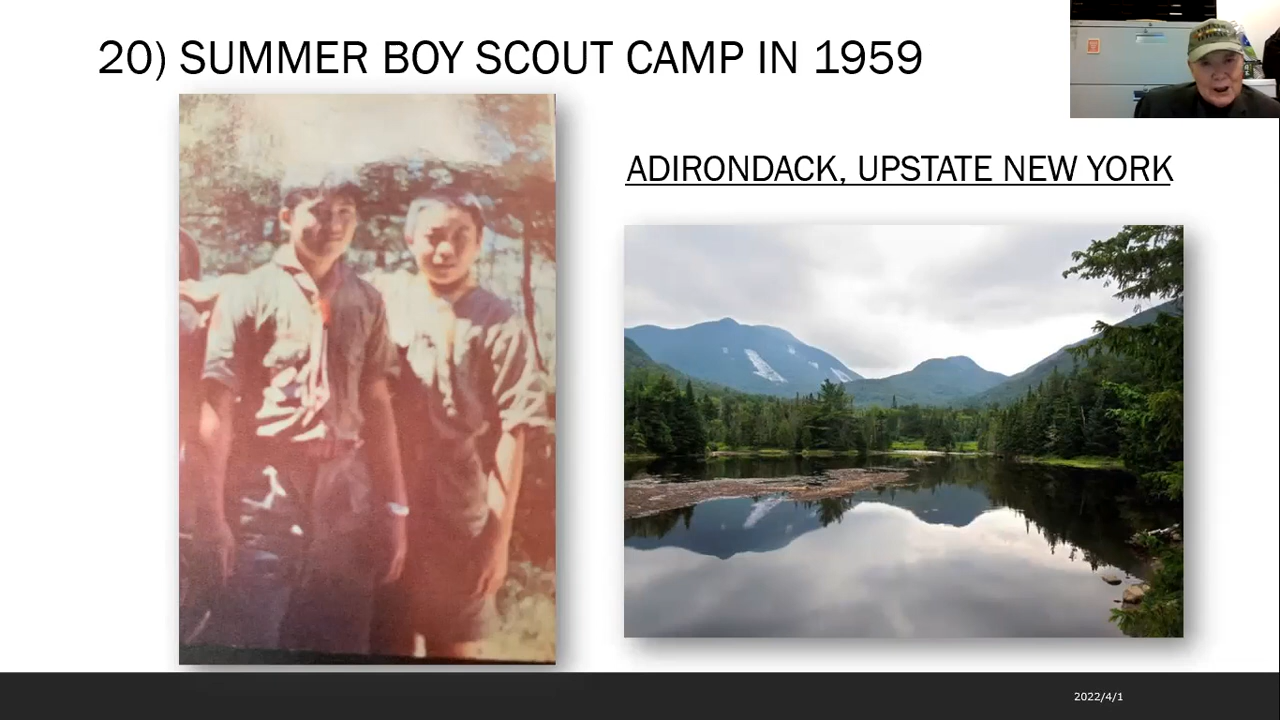 20) SUMMER BOY SCOUT CAMP IN 1959
ADIRONDACK, UPSTATE NEW YORK
2022/4/1